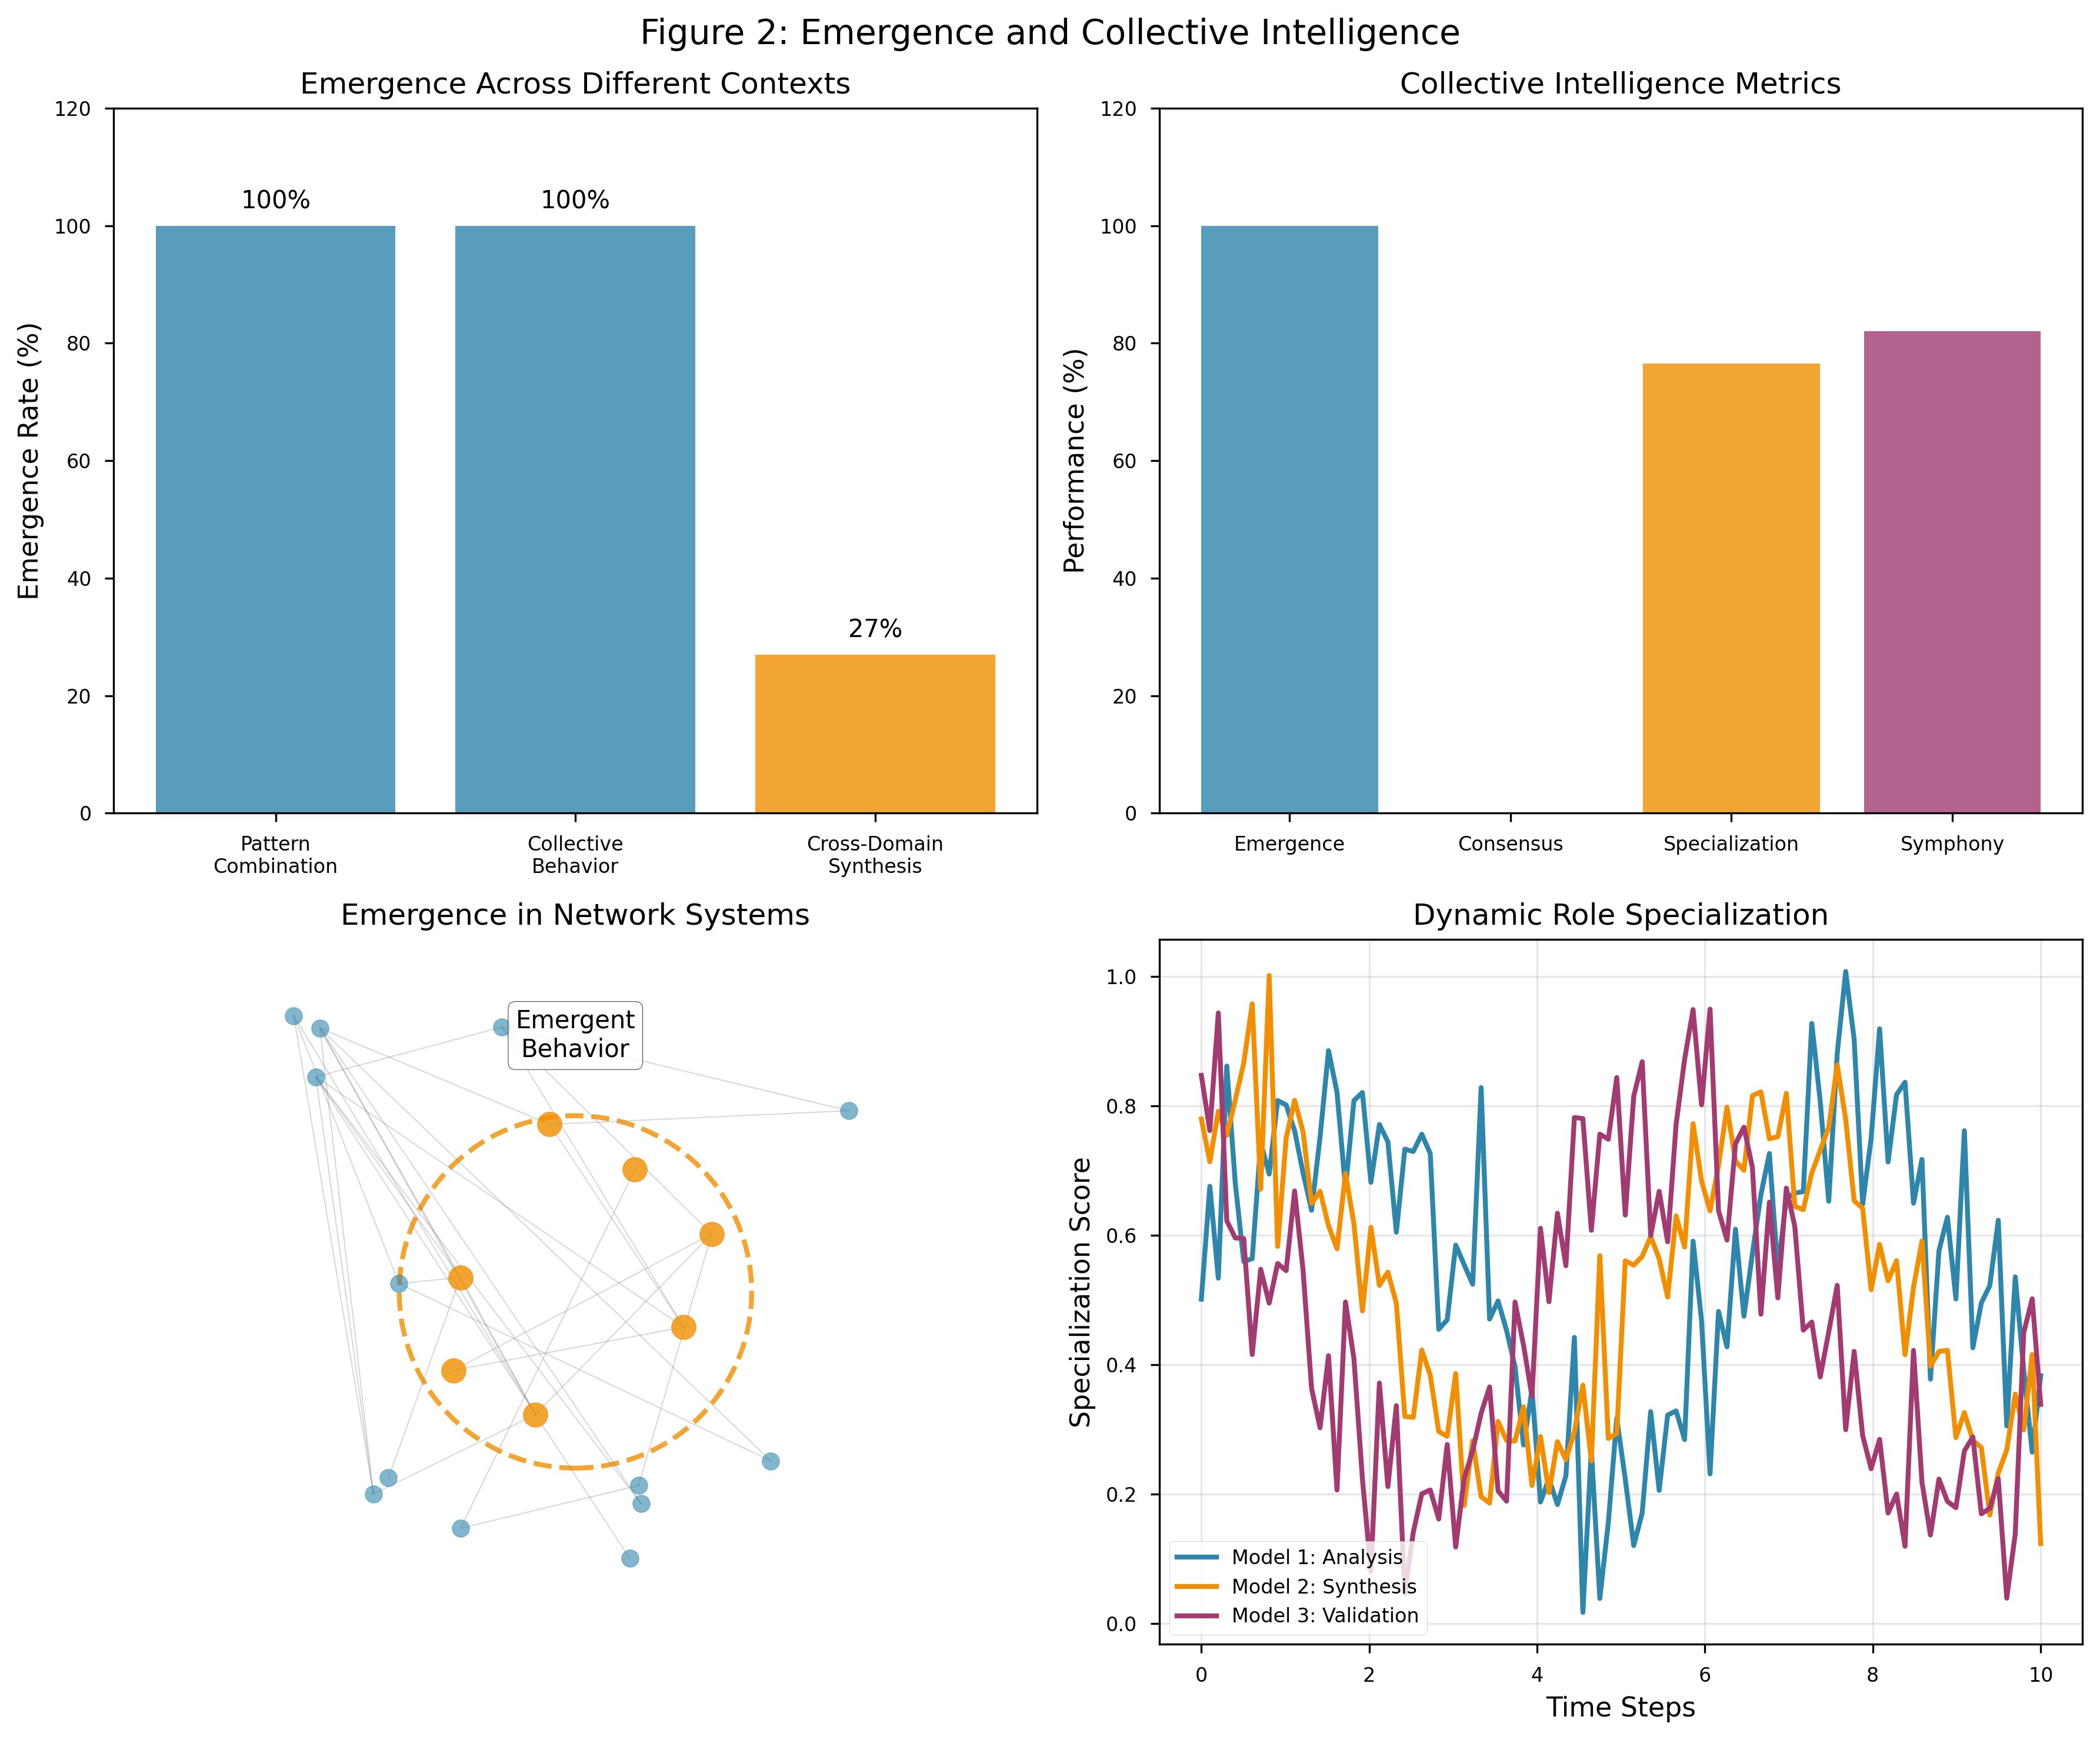 Figure 2: Emergence and Collective Intelligence
Emergence Across Different Contexts
Emergence Rate (%)
120
100
80
60
40
20
0
100%
100%
27%
Pattern
Combination
Collective
Behavior
Cross-Domain
Synthesis
Collective Intelligence Metrics
Performance (%)
120
100
80
60
40
20
0
Emergence
Consensus
Specialization
Symphony
Emergence in Network Systems
Emergent
Behavior
Dynamic Role Specialization
Specialization Score
1.0
0.8
0.6
0.4
0.2
0.0
Model 1: Analysis
Model 2: Synthesis
Model 3: Validation
0
2
4
6
8
10
Time Steps